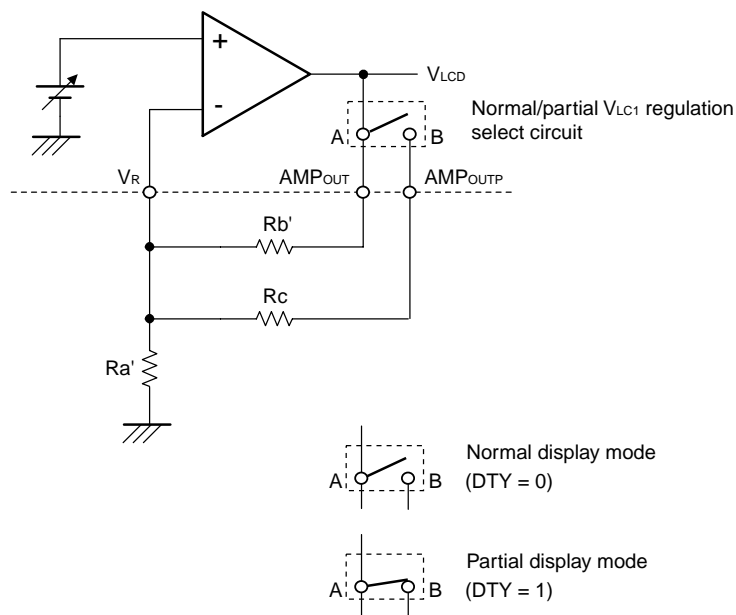 +
-
VLCD
Normal/partial VLC1 regulation
select circuit
A
B
VR
AMPOUT
AMPOUTP
Rb'
Rc
Ra'
A
B
Normal display mode
(DTY = 0)
A
B
Partial display mode
(DTY = 1)